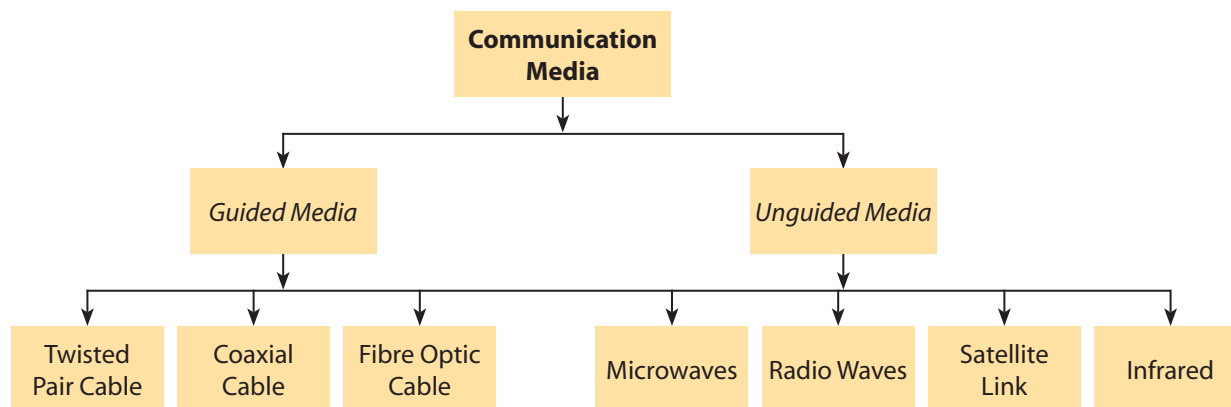 Communication
Media
Guided Media
Unguided Media
Twisted
Pair Cable
Coaxial
Cable
Fibre Optic
Cable
Microwaves
Radio Waves
Satellite
Link
Infrared